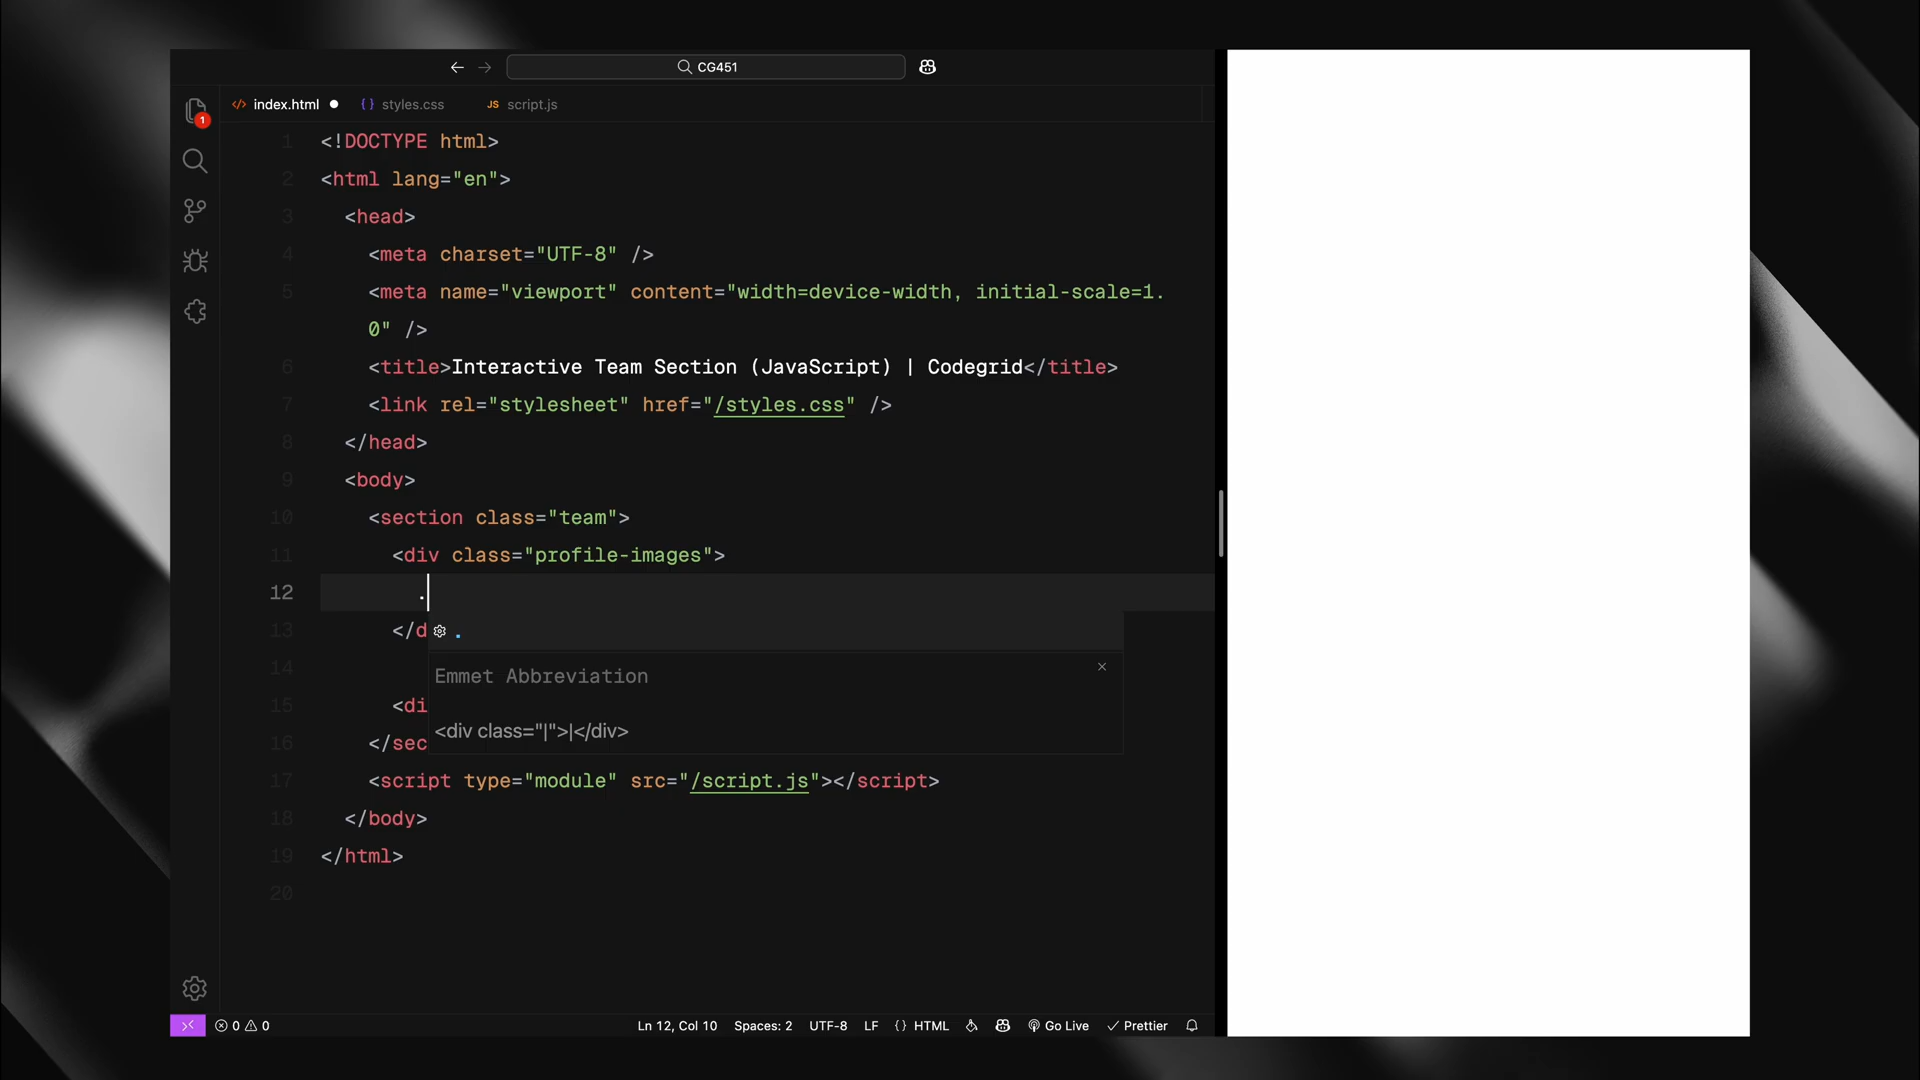 CG451
1
index.html
{} styles.css
JS script.js
1 <!DOCTYPE html>
2 <html lang="en">
3 <head>
4 <meta charset="UTF-8" />
5 <meta name="viewport" content="width=device-width, initial-scale=1.
0" />
6 <title>Interactive Team Section (JavaScript) | Codegrid</title>
7 <link rel="stylesheet" href="/styles.css" />
8 </head>
9 <body>
10 <section class="team">
11 <div class="profile-images">
12 .
13 </d .
14
Emmet Abbreviation
15 <di
<div class="|">|</div>
16 </sec
17 <script type="module" src="/script.js"></script>
18 </body>
19 </html>
20
0 0
Ln 12, Col 10
Spaces: 2
UTF-8
LF
{} HTML
Go Live
Prettier